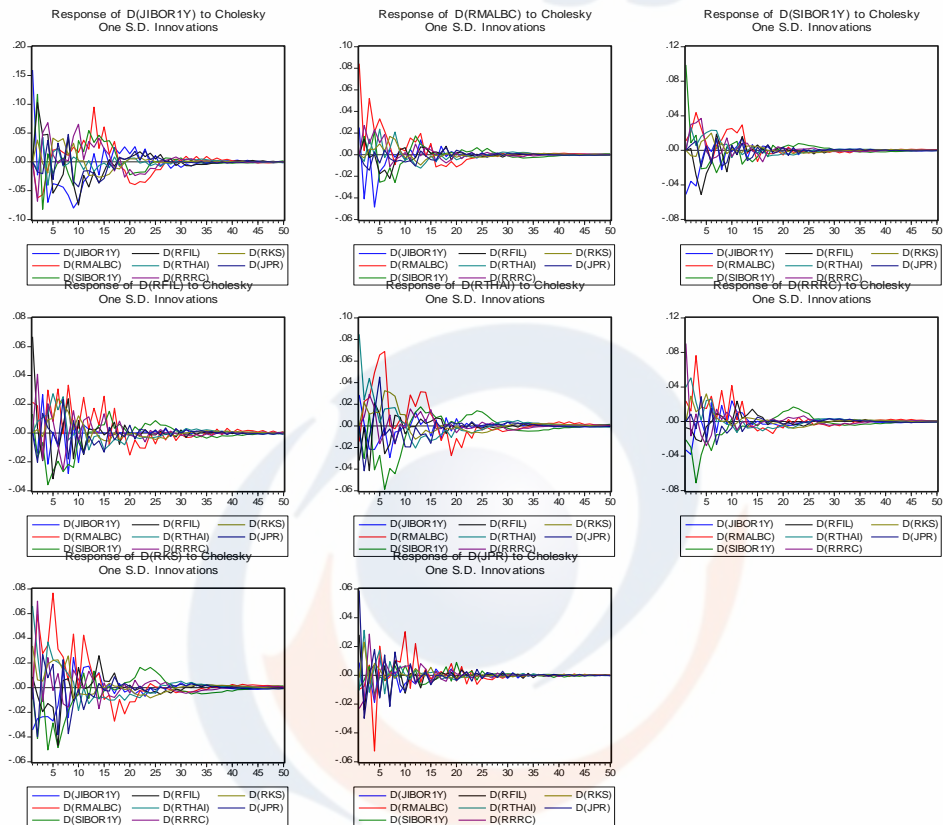 Response of D(JIBOR1Y) to Cholesky
One S.D. Innovations
.20
.15
.10
.05
.00
-.05
-.10
5 10 15 20 25 30 35 40 45 50
D(JIBOR1Y) D(RFIL) D(RKS)
D(RMALBC) D(RTHAI) D(JPR)
D(SIBOR1Y) D(RRRC)
Response of D(RMALBC) to Cholesky
One S.D. Innovations
.10
.08
.06
.04
.02
.00
-.02
-.04
-.06
5 10 15 20 25 30 35 40 45 50
D(JIBOR1Y) D(RFIL) D(RKS)
D(RMALBC) D(RTHAI) D(JPR)
D(SIBOR1Y) D(RRRC)
Response of D(SIBOR1Y) to Cholesky
One S.D. Innovations
.12
.08
.04
.00
-.04
-.08
5 10 15 20 25 30 35 40 45 50
D(JIBOR1Y) D(RFIL) D(RKS)
D(RMALBC) D(RTHAI) D(JPR)
D(SIBOR1Y) D(RRRC)
Response of D(RFIL) to Cholesky
One S.D. Innovations
.08
.06
.04
.02
.00
-.02
-.04
5 10 15 20 25 30 35 40 45 50
D(JIBOR1Y) D(RFIL) D(RKS)
D(RMALBC) D(RTHAI) D(JPR)
D(SIBOR1Y) D(RRRC)
Response of D(RTHAI) to Cholesky
One S.D. Innovations
.10
.08
.06
.04
.02
.00
-.02
-.04
-.06
5 10 15 20 25 30 35 40 45 50
D(JIBOR1Y) D(RFIL) D(RKS)
D(RMALBC) D(RTHAI) D(JPR)
D(SIBOR1Y) D(RRRC)
Response of D(RRRC) to Cholesky
One S.D. Innovations
.12
.08
.04
.00
-.04
-.08
5 10 15 20 25 30 35 40 45 50
D(JIBOR1Y) D(RFIL) D(RKS)
D(RMALBC) D(RTHAI) D(JPR)
D(SIBOR1Y) D(RRRC)
Response of D(RKS) to Cholesky
One S.D. Innovations
.08
.06
.04
.02
.00
-.02
-.04
-.06
5 10 15 20 25 30 35 40 45 50
D(JIBOR1Y) D(RFIL) D(RKS)
D(RMALBC) D(RTHAI) D(JPR)
D(SIBOR1Y) D(RRRC)
Response of D(JPR) to Cholesky
One S.D. Innovations
.06
.04
.02
.00
-.02
-.04
-.06
5 10 15 20 25 30 35 40 45 50
D(JIBOR1Y) D(RFIL) D(RKS)
D(RMALBC) D(RTHAI) D(JPR)
D(SIBOR1Y) D(RRRC)